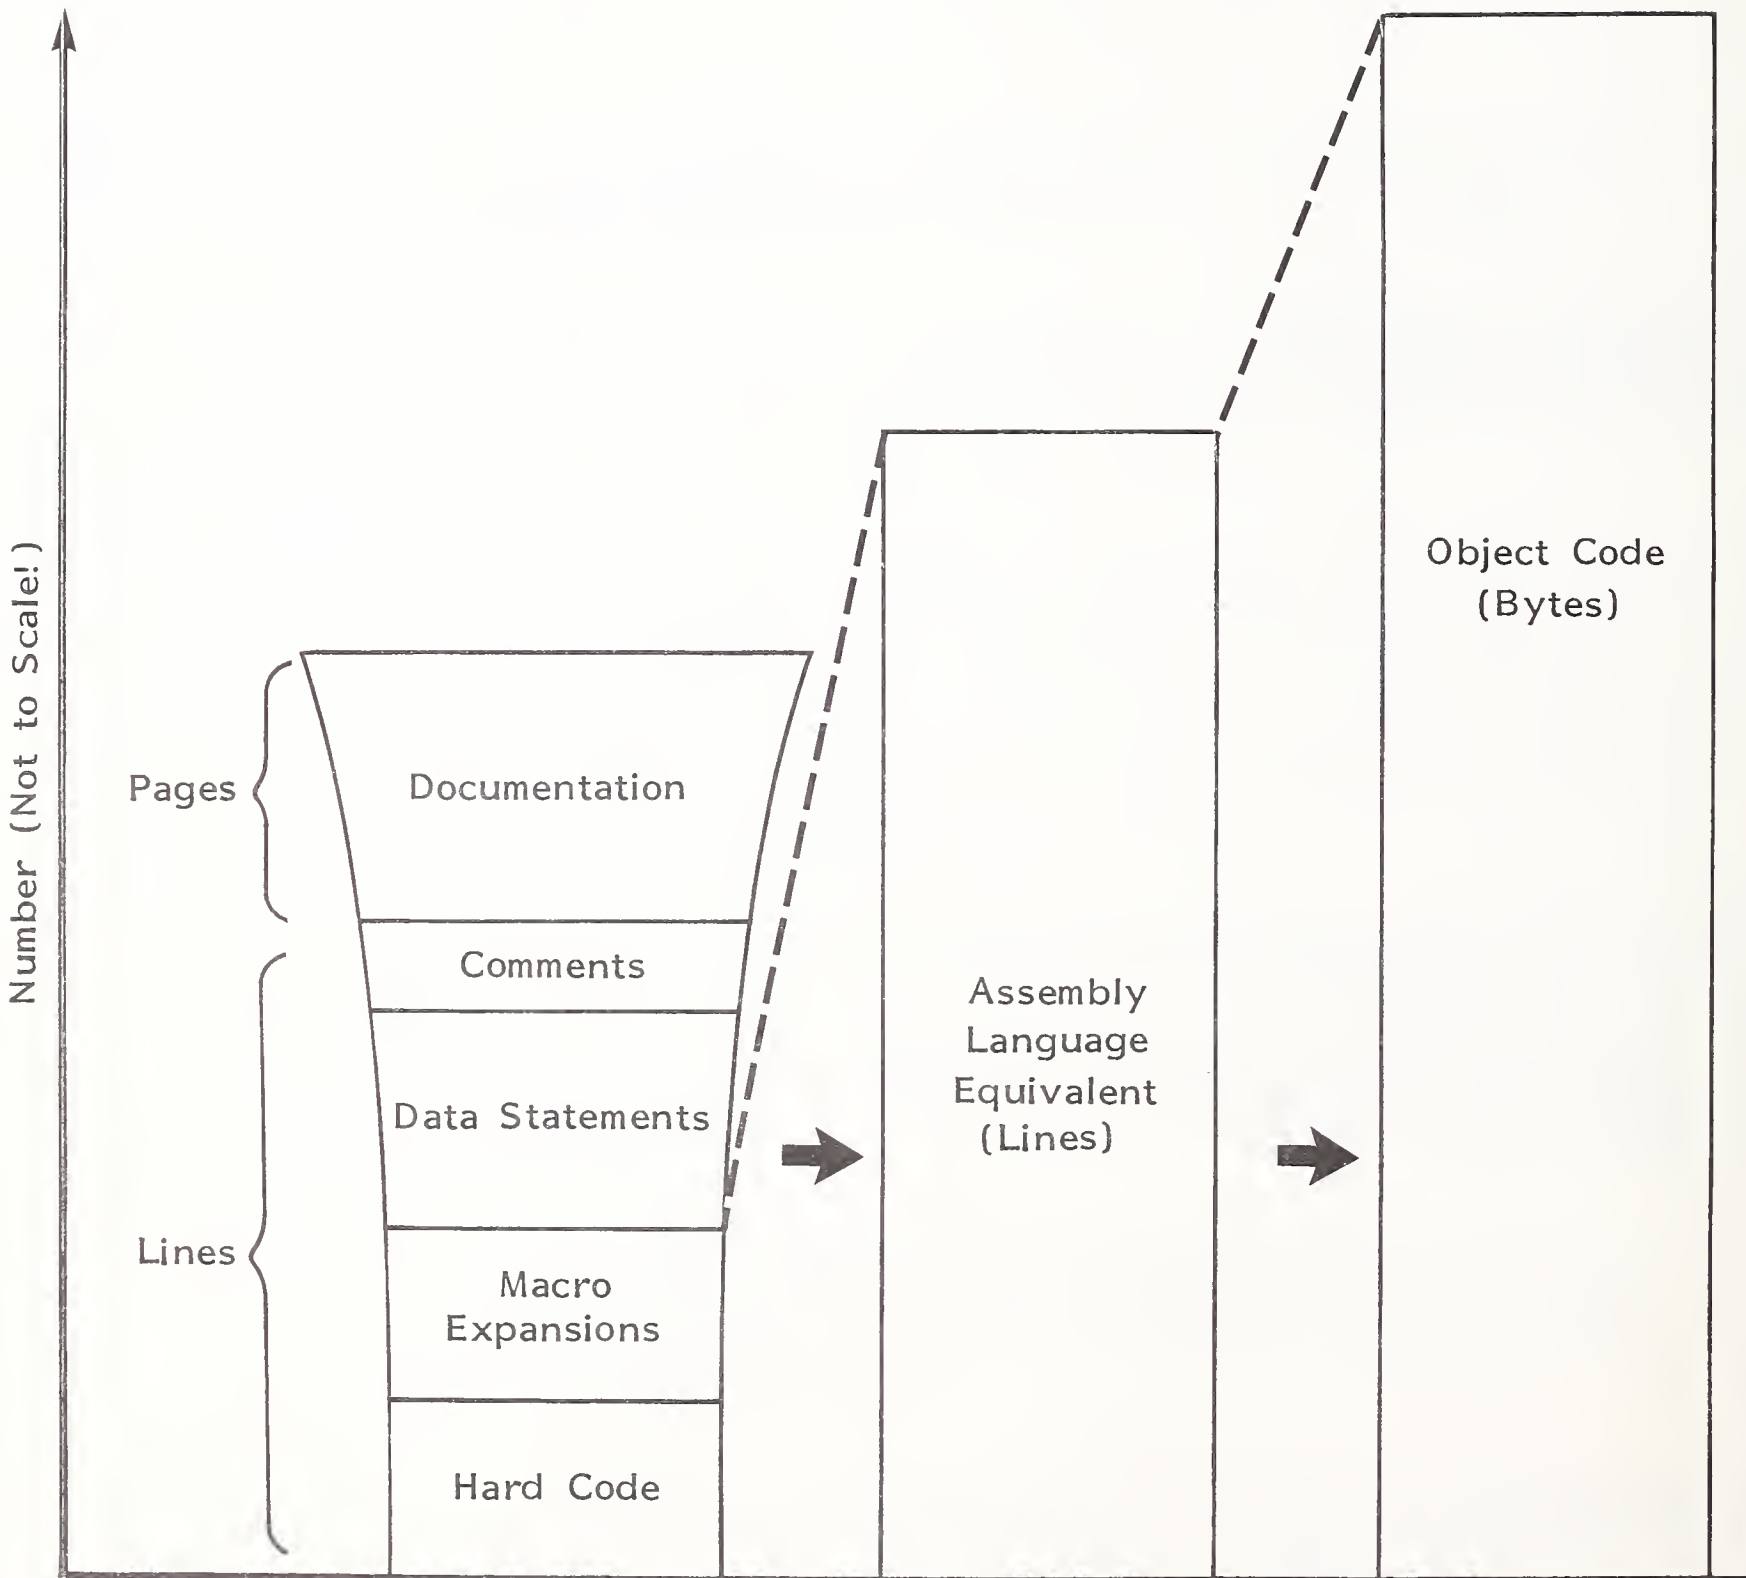 Number (Not to Scale!)
Pages
Lines
Documentation
Comments
Data Statements
Macro
Expansions
Hard Code
Assembly
Language
Equivalent
(Lines)
Object Code
(Bytes)